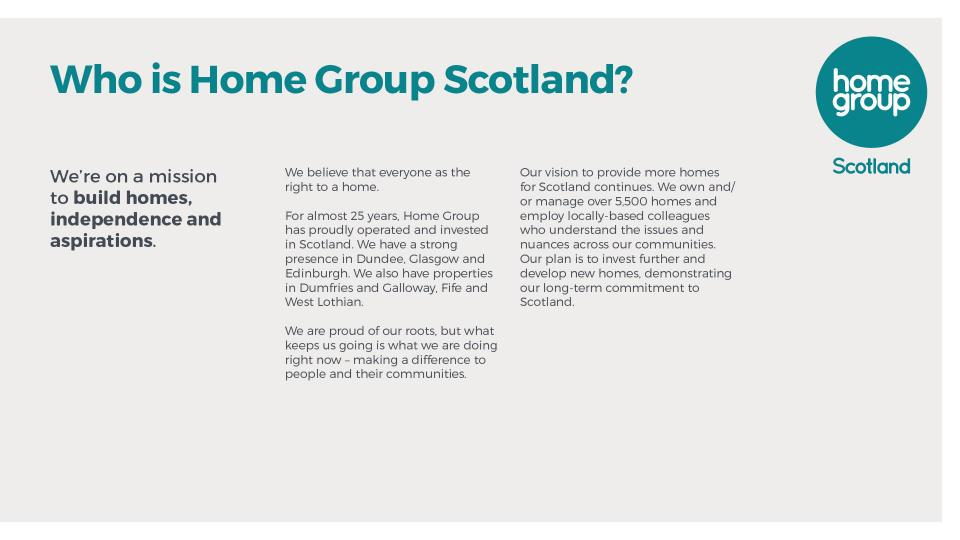 Who is Home Group Scotland?
home
group
Scotland
We're on a mission
to build homes,
independence and
aspirations.
We believe that everyone as the
right to a home.
For almost 25 years, Home Group
has proudly operated and invested
in Scotland. We have a strong
presence in Dundee, Glasgow and
Edinburgh. We also have properties
in Dumfries and Galloway, Fife and
West Lothian.
We are proud of our roots, but what
keeps us going is what we are doing
right now – making a difference to
people and their communities.
Our vision to provide more homes
for Scotland continues. We own and/
or manage over 5,500 homes and
employ locally-based colleagues
who understand the issues and
nuances across our communities.
Our plan is to invest further and
develop new homes, demonstrating
our long-term commitment to
Scotland.